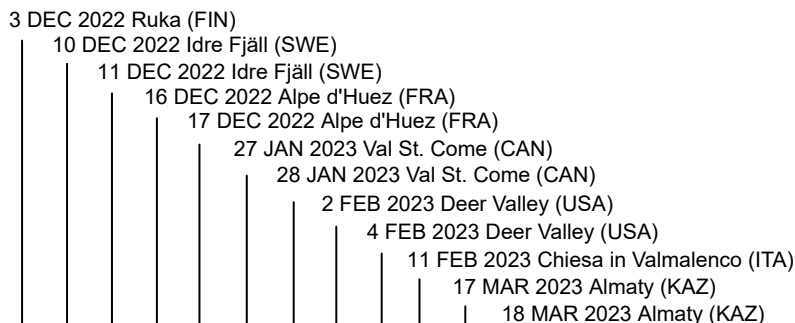 3 DEC 2022 Ruka (FIN)
10 DEC 2022 Idre Fjäll (SWE)
11 DEC 2022 Idre Fjäll (SWE)
16 DEC 2022 Alpe d'Huez (FRA)
17 DEC 2022 Alpe d'Huez (FRA)
27 JAN 2023 Val St. Come (CAN)
28 JAN 2023 Val St. Come (CAN)
2 FEB 2023 Deer Valley (USA)
4 FEB 2023 Deer Valley (USA)
11 FEB 2023 Chiesa in Valmalenco (ITA)
17 MAR 2023 Almaty (KAZ)
18 MAR 2023 Almaty (KAZ)